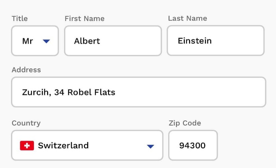 Title First Name Last Name
Mr Albert Einstein
Address
Zurcih, 34 Robel Flats
Country Zip Code
Switzerland 94300